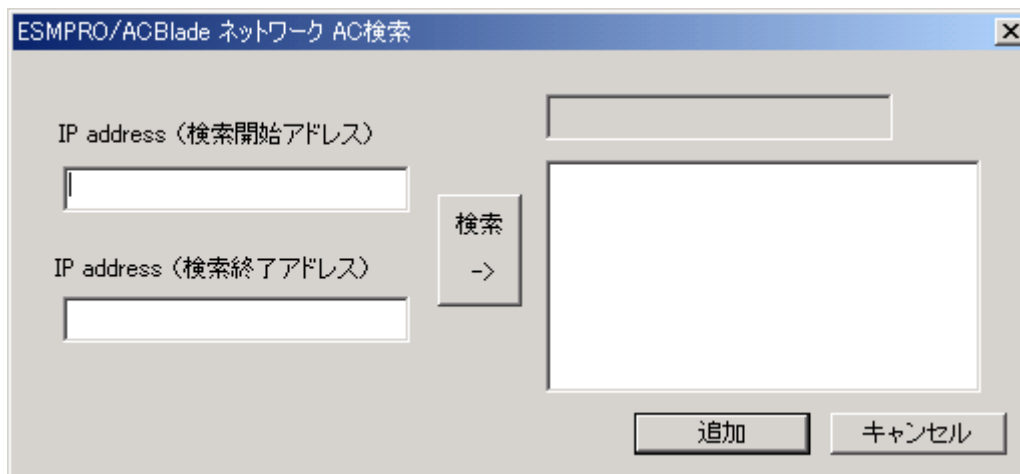 ESMPRO/ACBlade ネットワーク AC検索
IP address (検索開始アドレス)
検索
->
IP address (検索終了アドレス)
追加
キャンセル